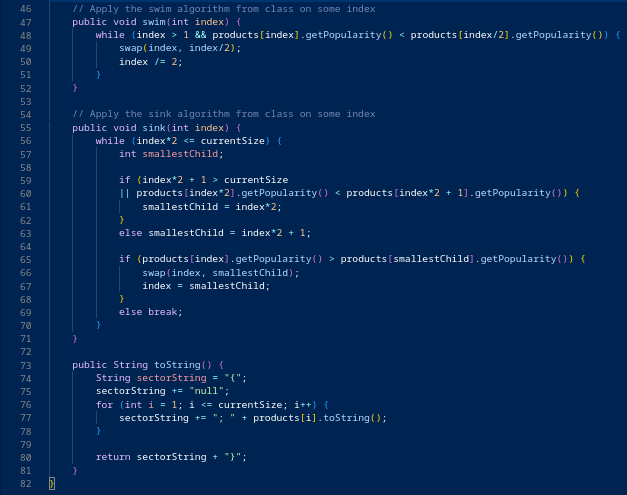 46 // Apply the swim algorithm from class on some index
47 public void swim(int index) {
48 while (index > 1 && products[index].getPopularity() < products[index/2].getPopularity()) {
49 swap(index, index/2);
50 index /= 2;
51 }
52 }
53
54 // Apply the sink algorithm from class on some index
55 public void sink(int index) {
56 while (index*2 <= currentSize) {
57 int smallestChild;
58
59 if (index*2 + 1 > currentSize
60 || products[index*2].getPopularity() < products[index*2 + 1].getPopularity()) {
61 smallestChild = index*2;
62 }
63 else smallestChild = index*2 + 1;
64
65 if (products[index].getPopularity() > products[smallestChild].getPopularity()) {
66 swap(index, smallestChild);
67 index = smallestChild;
68 }
69 else break;
70 }
71 }
72
73 public String toString() {
74 String sectorString = "{";
75 sectorString += "null";
76 for (int i = 1; i <= currentSize; i++) {
77 sectorString += "; " + products[i].toString();
78 }
79
80 return sectorString + "}";
81 }
82 }